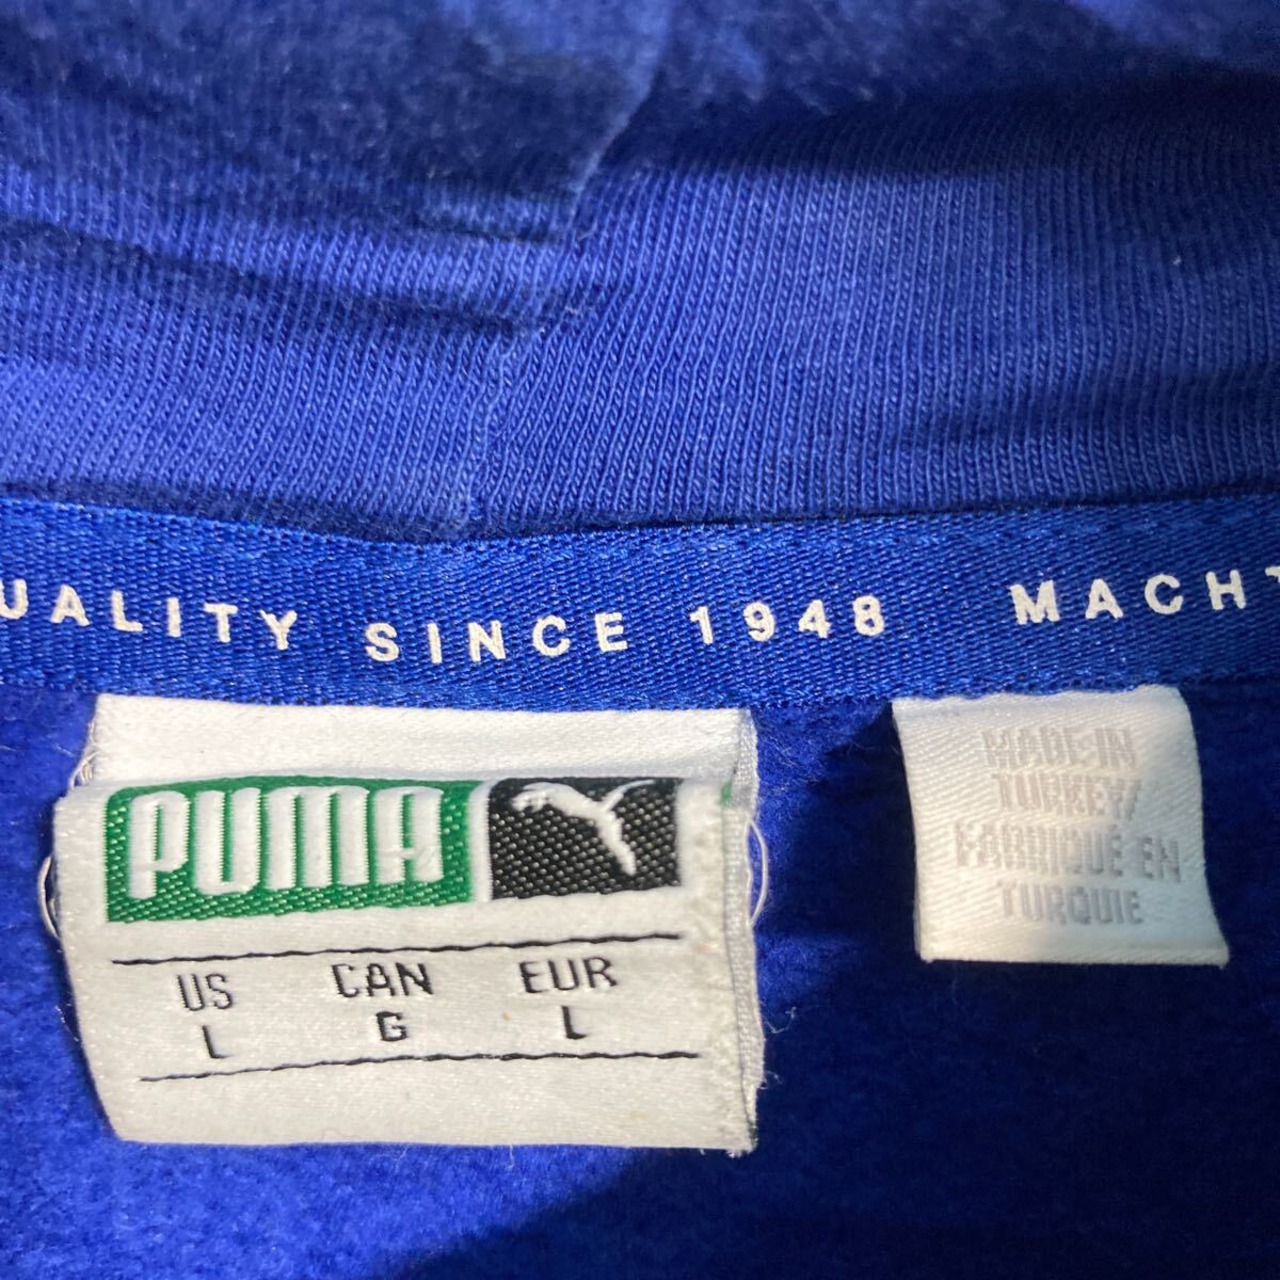 UALITY SINCE 1948 MACHT
PUMA
US CAN EUR
L G L
MADE IN
TURKEY/
FABRIQUÉ EN
TURQUIE